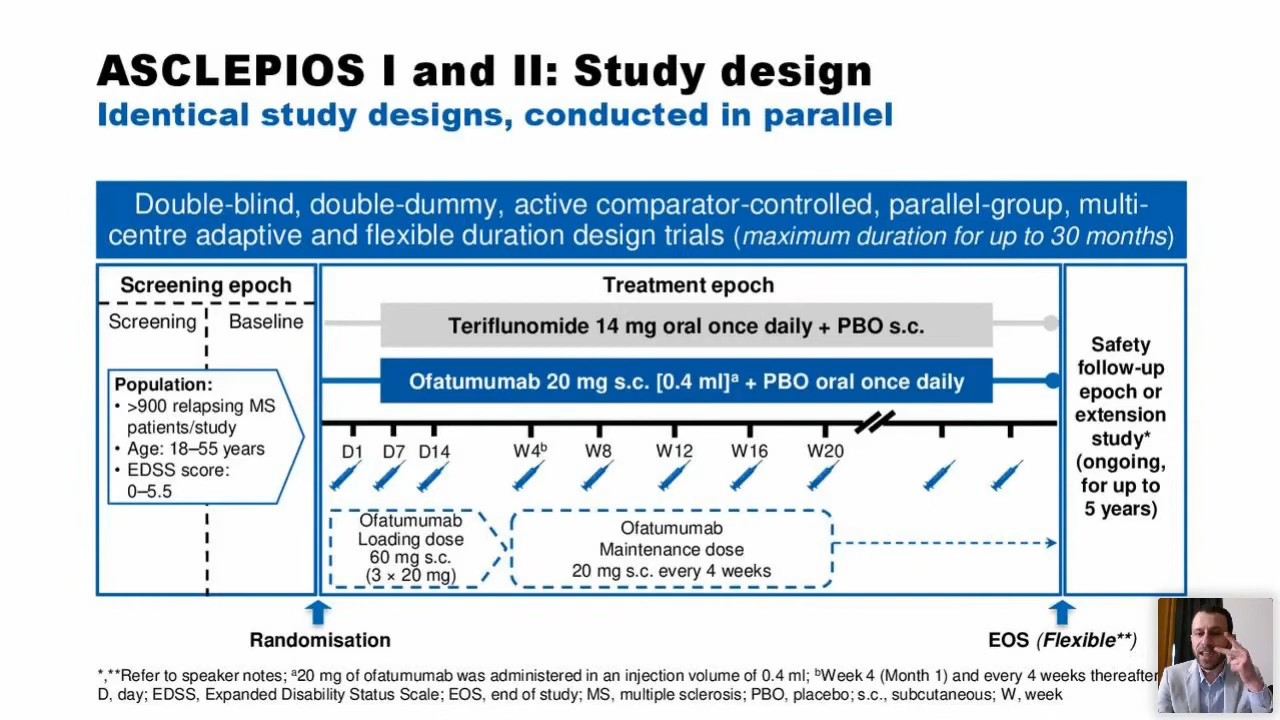 ASCLEPIOS I and II: Study design
Identical study designs, conducted in parallel
Double-blind, double-dummy, active comparator-controlled, parallel-group, multi-
centre adaptive and flexible duration design trials (maximum duration for up to 30 months)
Screening epoch
Screening
Baseline
Population:
• >900 relapsing MS
patients/study
• Age: 18–55 years
• EDSS score:
0–5.5
Treatment epoch
Teriflunomide 14 mg oral once daily + PBO s.c.
Ofatumumab 20 mg s.c. [0.4 ml]ᵃ + PBO oral once daily
D1 D7 D14 W4ᵇ W8 W12 W16 W20
Ofatumumab
Loading dose
60 mg s.c.
(3 × 20 mg)
Ofatumumab
Maintenance dose
20 mg s.c. every 4 weeks
Safety
follow-up
epoch or
extension
study*
(ongoing,
for up to
5 years)
Randomisation
EOS (Flexible**)
*,**Refer to speaker notes; ᵃ20 mg of ofatumumab was administered in an injection volume of 0.4 ml; ᵇWeek 4 (Month 1) and every 4 weeks thereafter
D, day; EDSS, Expanded Disability Status Scale; EOS, end of study; MS, multiple sclerosis; PBO, placebo; s.c., subcutaneous; W, week